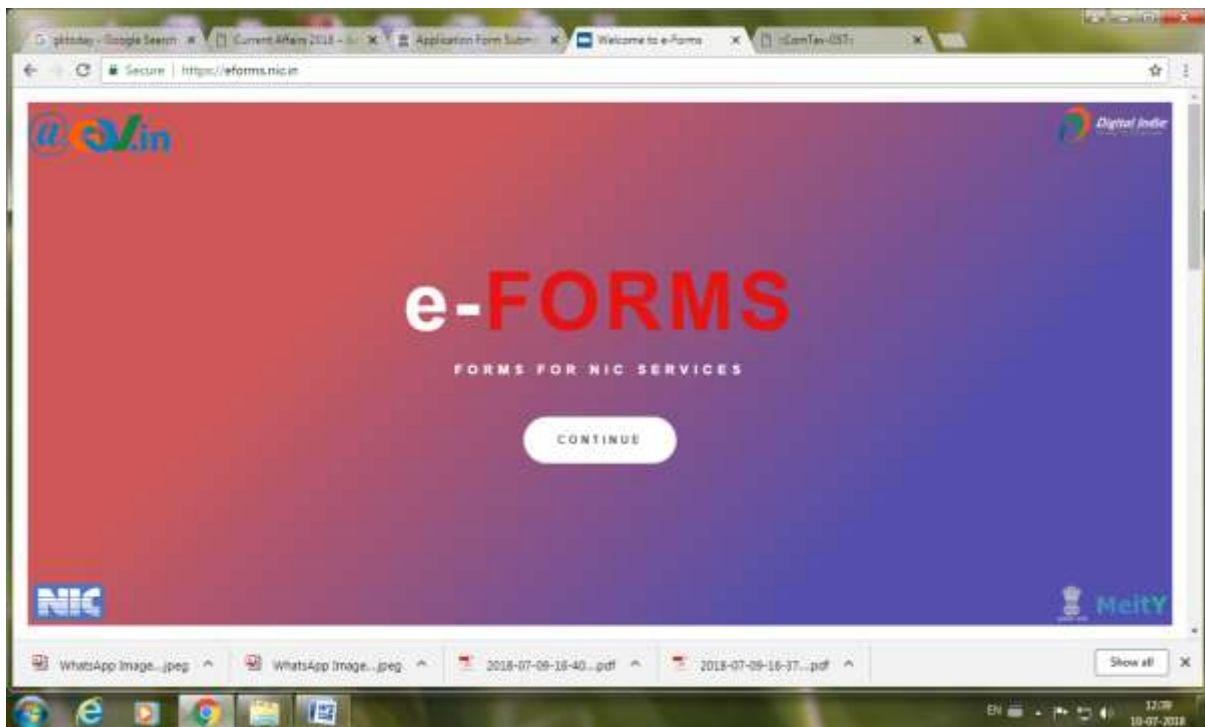 gktoday - Google Search
Current Affairs 2018 -
Application Form Subm
Welcome to e-Forms
::ComTax-GST::
Secure | https://eforms.nic.in
@GOV.in
Digital India
e-FORMS
FORMS FOR NIC SERVICES
CONTINUE
NIC
MeitY
WhatsApp Image...jpeg
WhatsApp Image...jpeg
2018-07-09-16-40...pdf
2018-07-09-16-37...pdf
Show all
EN
12:09
10-07-2018